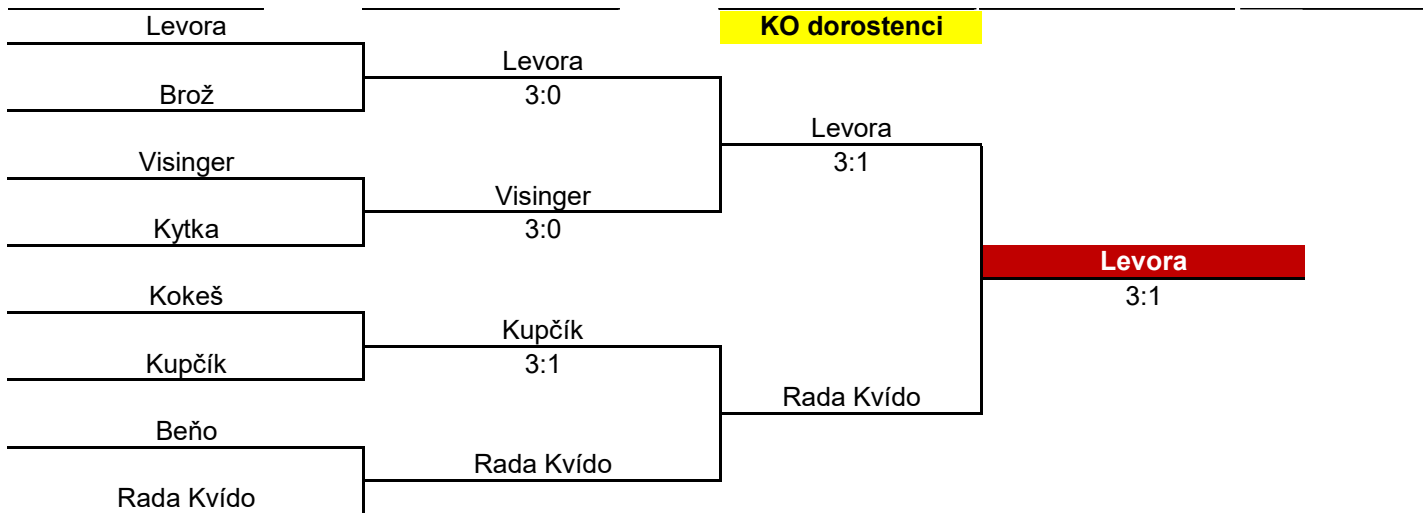 Levora
KO dorostenci
Levora
Brož
3:0
Levora
Visinger
3:1
Visinger
Kytka
3:0
Levora
Kokeš
3:1
Kupčík
Kupčík
3:1
Rada Kvído
Beňo
Rada Kvído
Rada Kvído